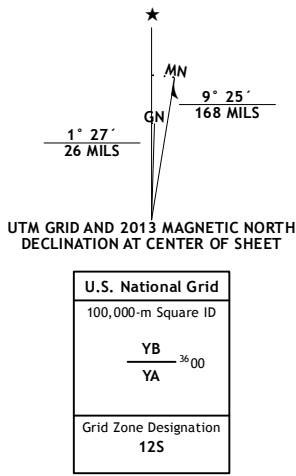 MN
9° 25´
168 MILS
GN
1° 27´
26 MILS
UTM GRID AND 2013 MAGNETIC NORTH
DECLINATION AT CENTER OF SHEET
U.S. National Grid
100,000-m Square ID
YB
3600
YA
Grid Zone Designation
12S